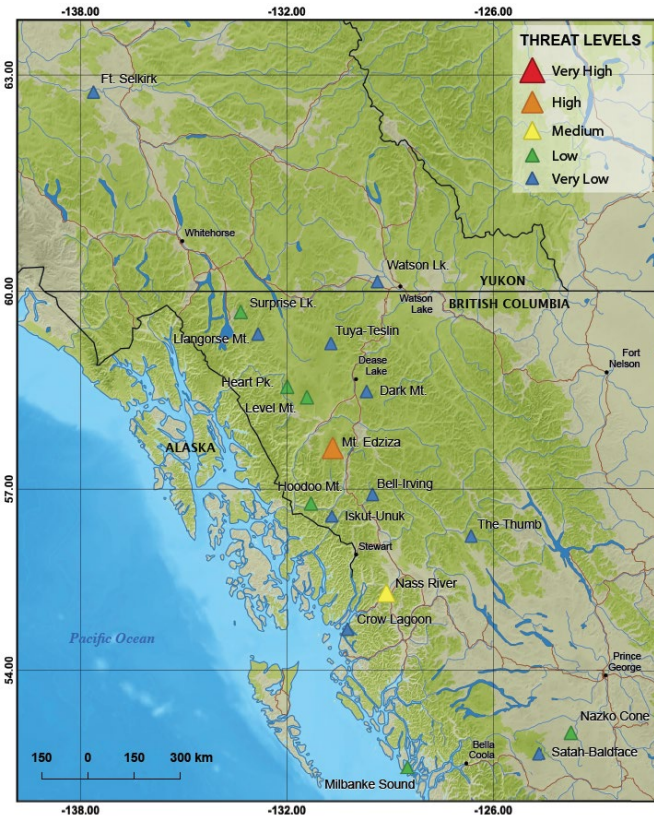 -138.00
-132.00
-126.00
THREAT LEVELS
Very High
High
Medium
Low
Very Low
63.00
Ft. Selkirk
Whitehorse
Watson Lk.
YUKON
60.00
Watson
Lake
BRITISH COLUMBIA
Surprise Lk.
Llangorse Mt.
Tuya-Teslin
Dease
Lake
Fort
Nelson
Heart Pk.
Dark Mt.
Level Mt.
ALASKA
Mt. Edziza
57.00
Hoodoo Mt.
Bell-Irving
Iskut-Unuk
The Thumb
Stewart
Nass River
Crow Lagoon
Pacific Ocean
54.00
Prince
George
Nazko Cone
150 0 150 300 km
Bella
Coola
Satah-Baldface
Milbanke Sound
-138.00
-132.00
-126.00